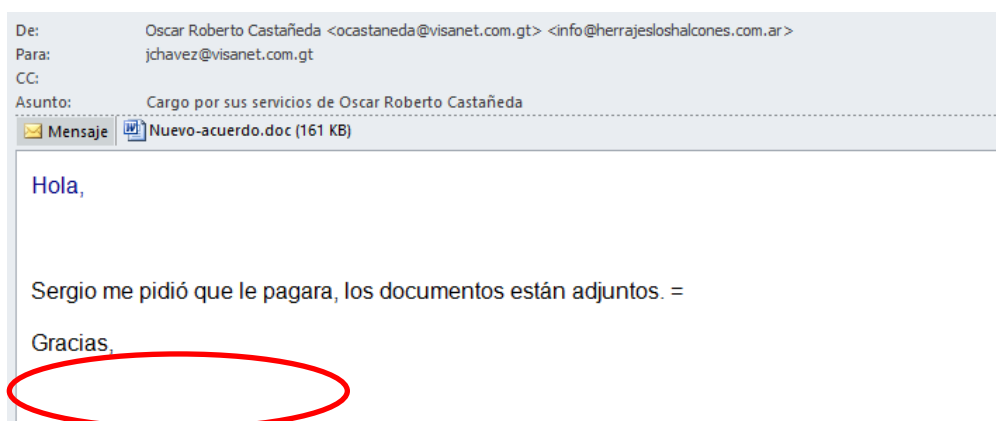 De: Oscar Roberto Castañeda <ocastaneda@visanet.com.gt> <info@herrajesloshalcones.com.ar>
Para: jchavez@visanet.com.gt
CC:
Asunto: Cargo por sus servicios de Oscar Roberto Castañeda
Mensaje Nuevo-acuerdo.doc (161 KB)
Hola,
Sergio me pidió que le pagara, los documentos están adjuntos. =
Gracias,